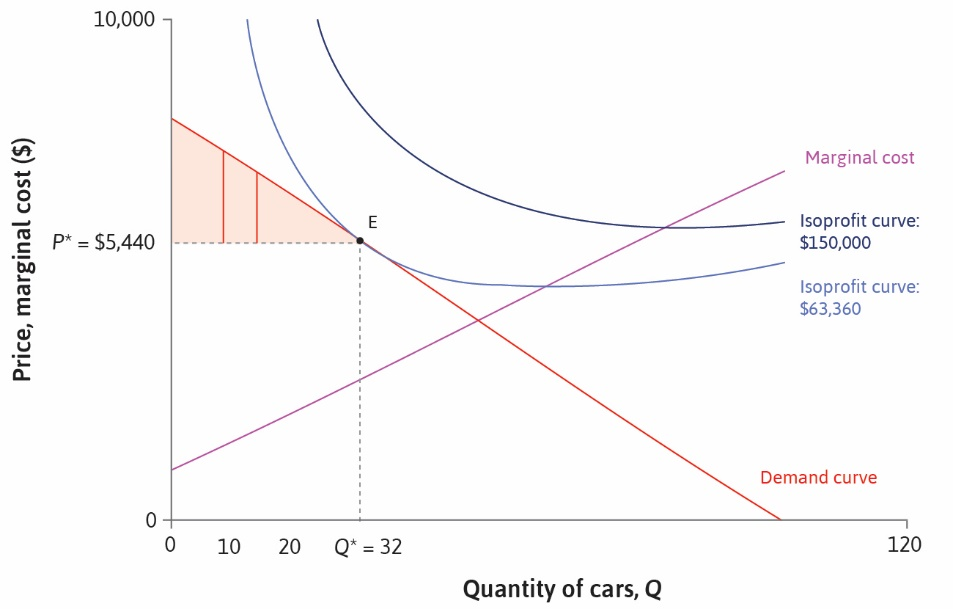 10,000
Price, marginal cost ($)
Marginal cost
E
Isoprofit curve:
$150,000
P* = $5,440
Isoprofit curve:
$63,360
Demand curve
0
0
10
20
Q* = 32
120
Quantity of cars, Q